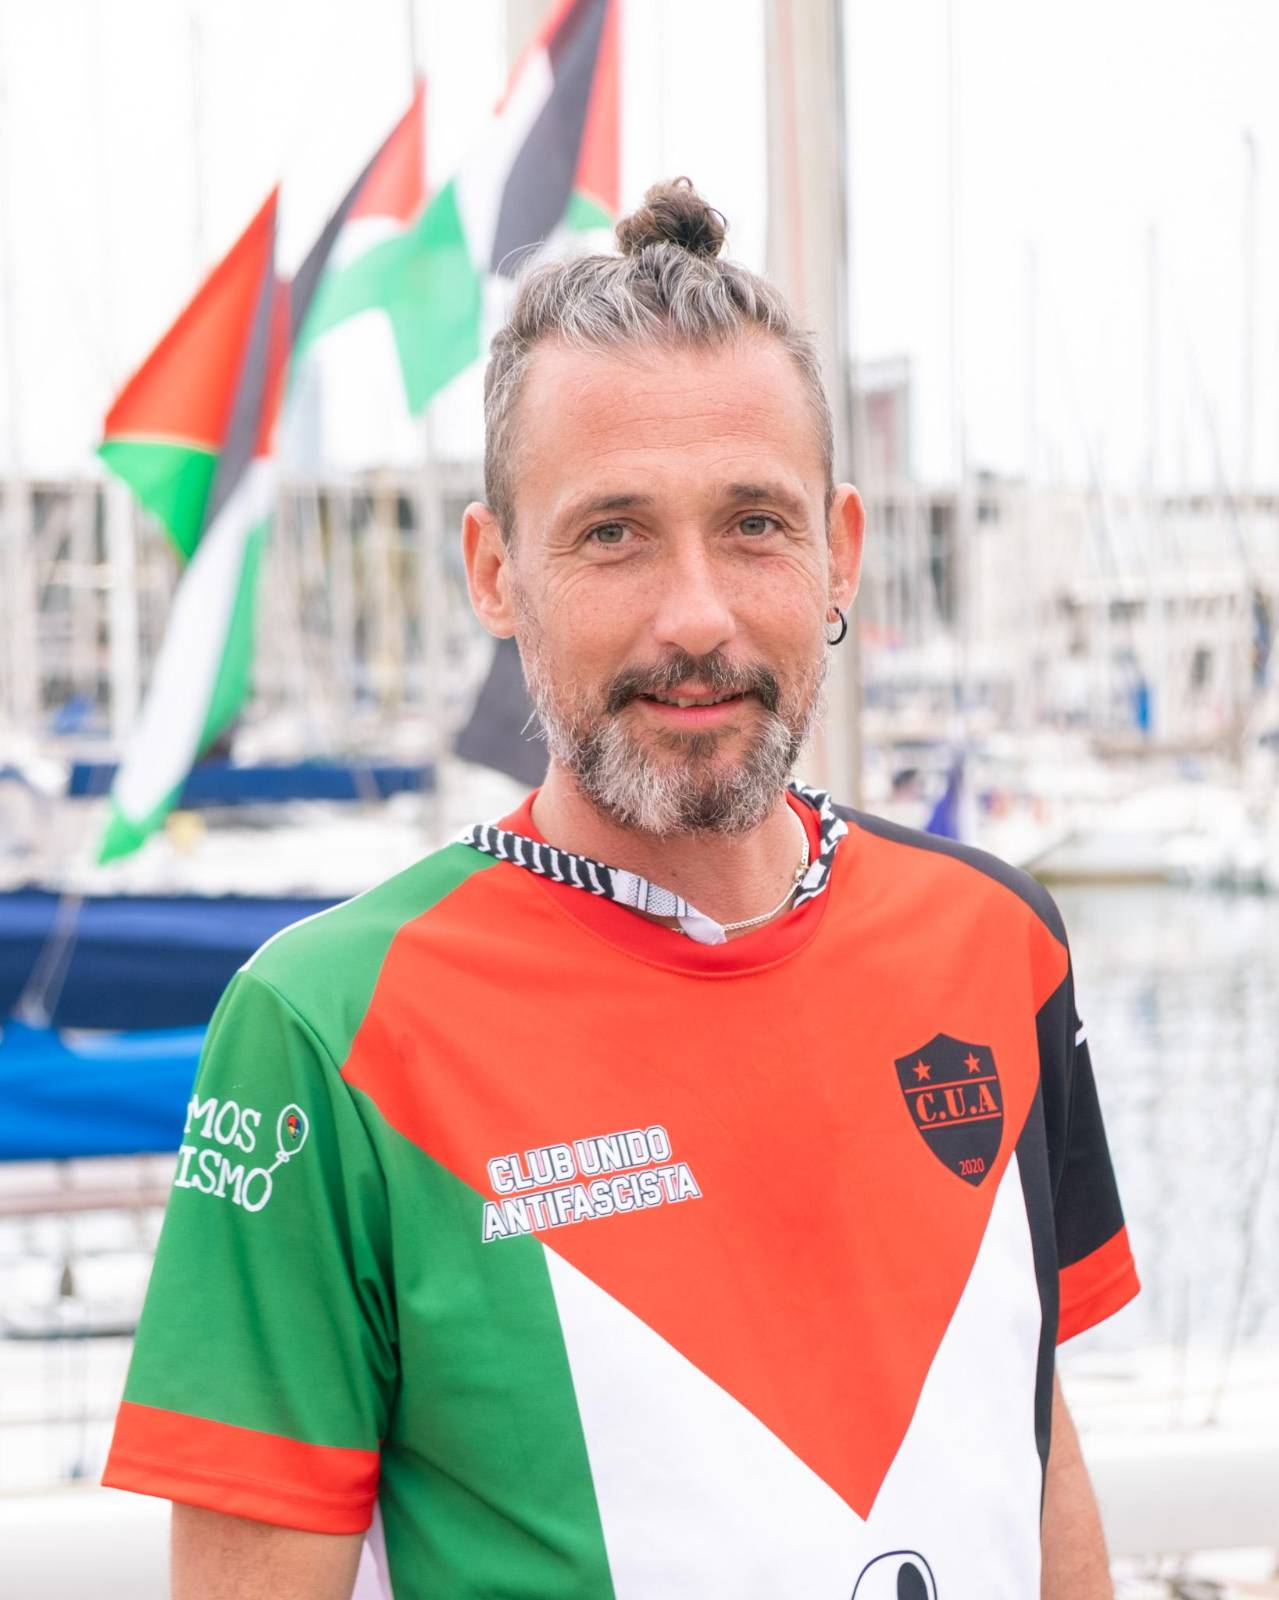 MOS
ISMO
CLUB UNIDO
ANTIFASCISTA
C.U.A
2020